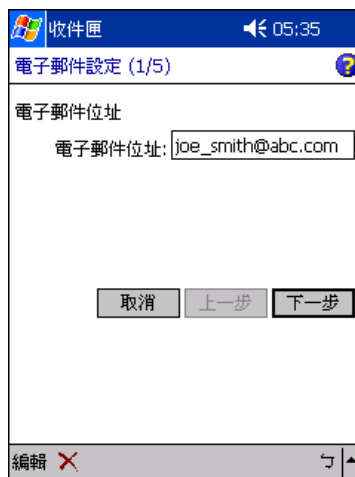 收件匣 05:35
電子郵件設定 (1/5)
電子郵件位址
電子郵件位址: joe_smith@abc.com
取消 上一步 下一步
編輯 ㄅ